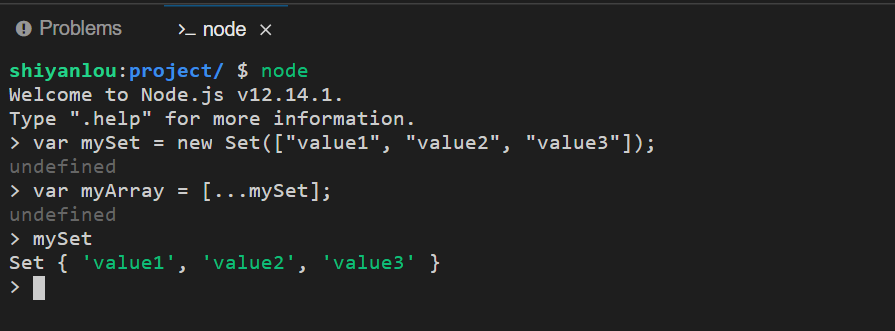 Problems >_ node ×
shiyanlou:project/ $ node
Welcome to Node.js v12.14.1.
Type ".help" for more information.
> var mySet = new Set(["value1", "value2", "value3"]);
undefined
> var myArray = [...mySet];
undefined
> mySet
Set { 'value1', 'value2', 'value3' }
>